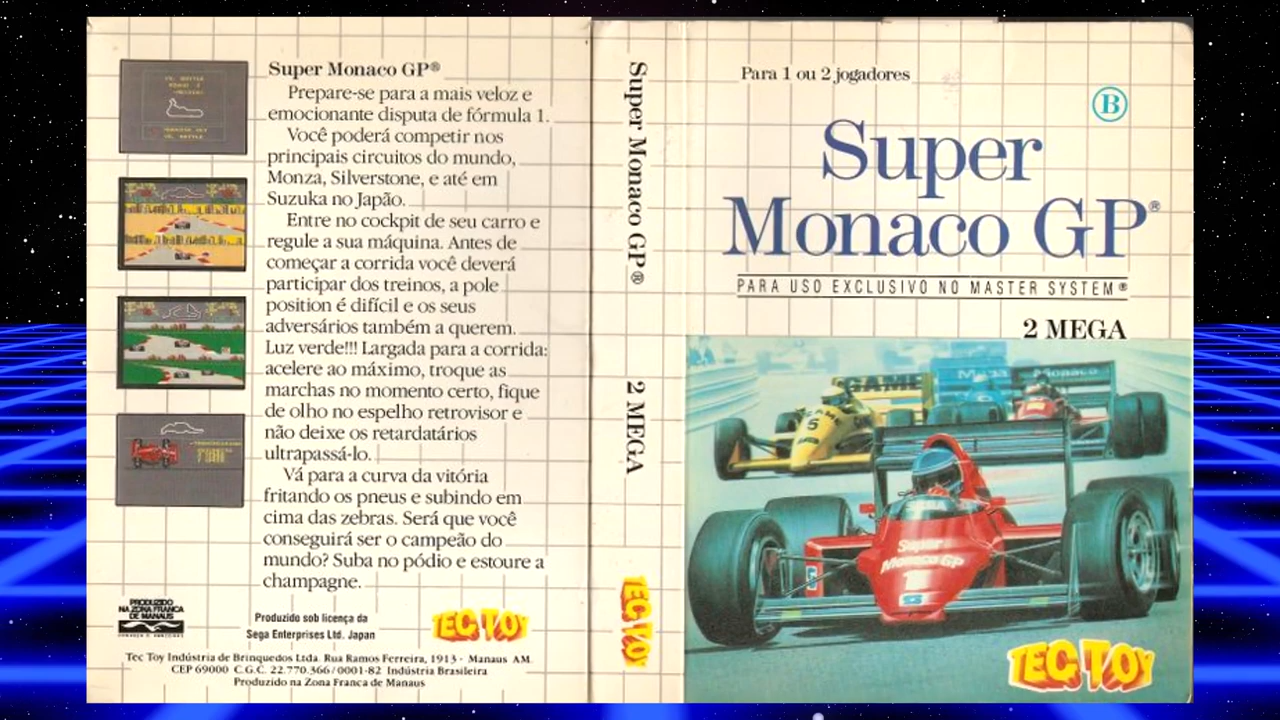 Super Monaco GP®
Prepare-se para a mais veloz e
emocionante disputa de fórmula 1.
Você poderá competir nos
principais circuitos do mundo,
Monza, Silverstone, e até em
Suzuka no Japão.
Entre no cockpit de seu carro e
regule a sua máquina. Antes de
começar a corrida você deverá
participar dos treinos, a pole
position é difícil e os seus
adversários também a querem.
Luz verde!!! Largada para a corrida:
acelere ao máximo, troque as
marchas no momento certo, fique
de olho no espelho retrovisor e
não deixe os retardatários
ultrapassá-lo.
Vá para a curva da vitória
fritando os pneus e subindo em
cima das zebras. Será que você
conseguirá ser o campeão do
mundo? Suba no pódio e estoure a
champagne.
PRODUZIDO
NA ZONA FRANCA
DE MANAUS
Produzido sob licença da
Sega Enterprises Ltd. Japan
TEC TOY
Tec Toy Indústria de Brinquedos Ltda. Rua Ramos Ferreira, 1913 - Manaus AM.
CEP 69000 C.G.C. 22.770.366/0001-82 Indústria Brasileira
Produzido na Zona Franca de Manaus
Super Monaco GP®
2 MEGA
TEC TOY
Para 1 ou 2 jogadores
B
Super
Monaco GP®
PARA USO EXCLUSIVO NO MASTER SYSTEM®
2 MEGA
GAME
Mega
Monaco
5
Super
Monaco GP
1
TEC TOY